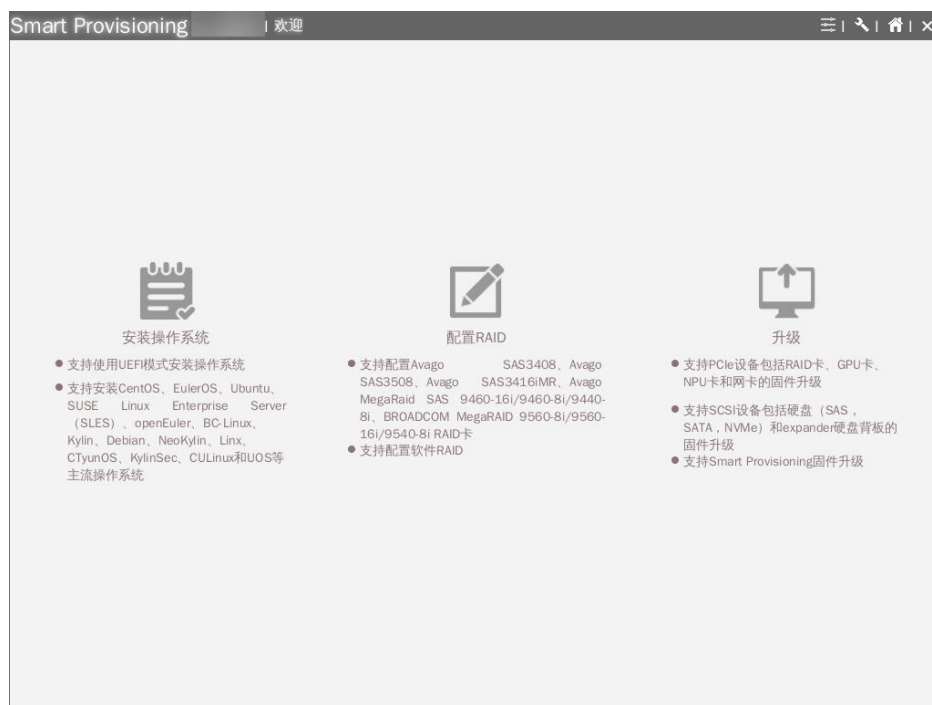 Smart Provisioning | 欢迎
安装操作系统
支持使用UEFI模式安装操作系统
支持安装CentOS、EulerOS、Ubuntu、
SUSE Linux Enterprise Server
（SLES）、openEuler、BC-Linux、
Kylin、Debian、NeoKylin、Linx、
CTyunOS、KylinSec、CULinux和UOS等
主流操作系统
配置RAID
支持配置Avago SAS3408、Avago
SAS3508、Avago SAS3416iMR、Avago
MegaRaid SAS 9460-16i/9460-8i/9440-
8i、BROADCOM MegaRAID 9560-8i/9560-
16i/9540-8i RAID卡
支持配置软件RAID
升级
支持PCIe设备包括RAID卡、GPU卡、
NPU卡和网卡的固件升级
支持SCSI设备包括硬盘（SAS，
SATA，NVMe）和expander硬盘背板的
固件升级
支持Smart Provisioning固件升级